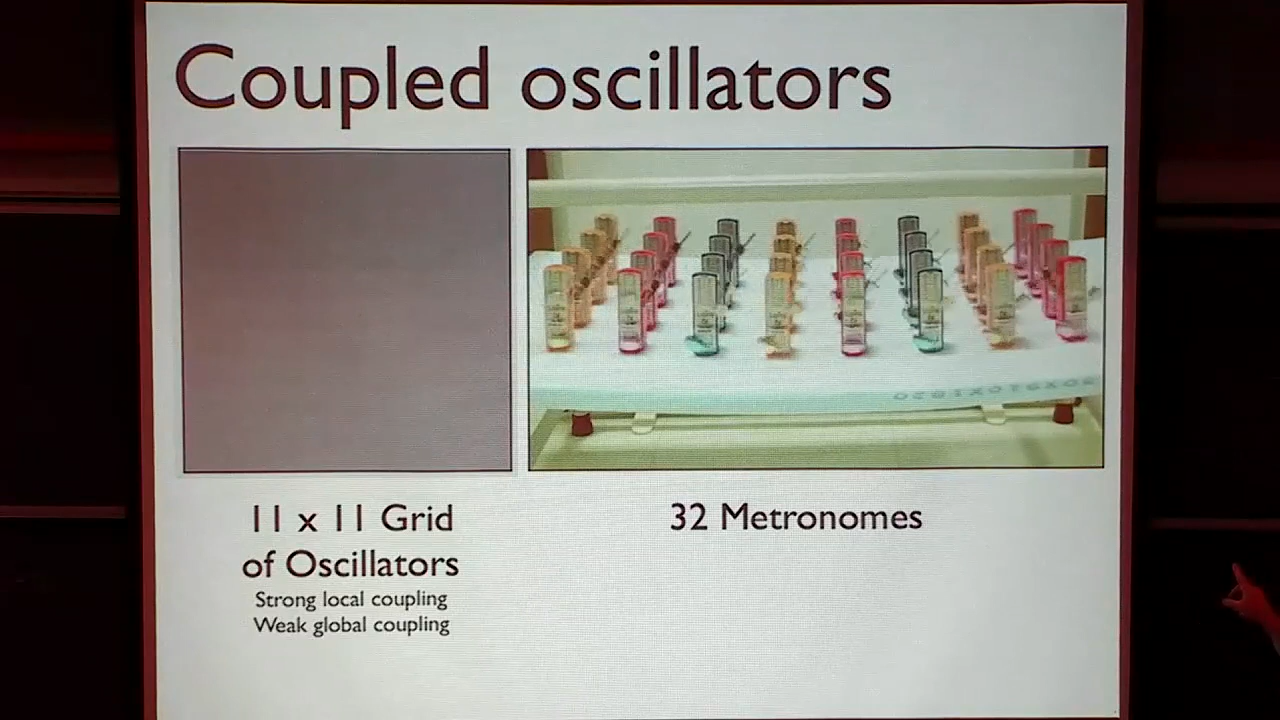 Coupled oscillators
11 x 11 Grid
of Oscillators
Strong local coupling
Weak global coupling
32 Metronomes